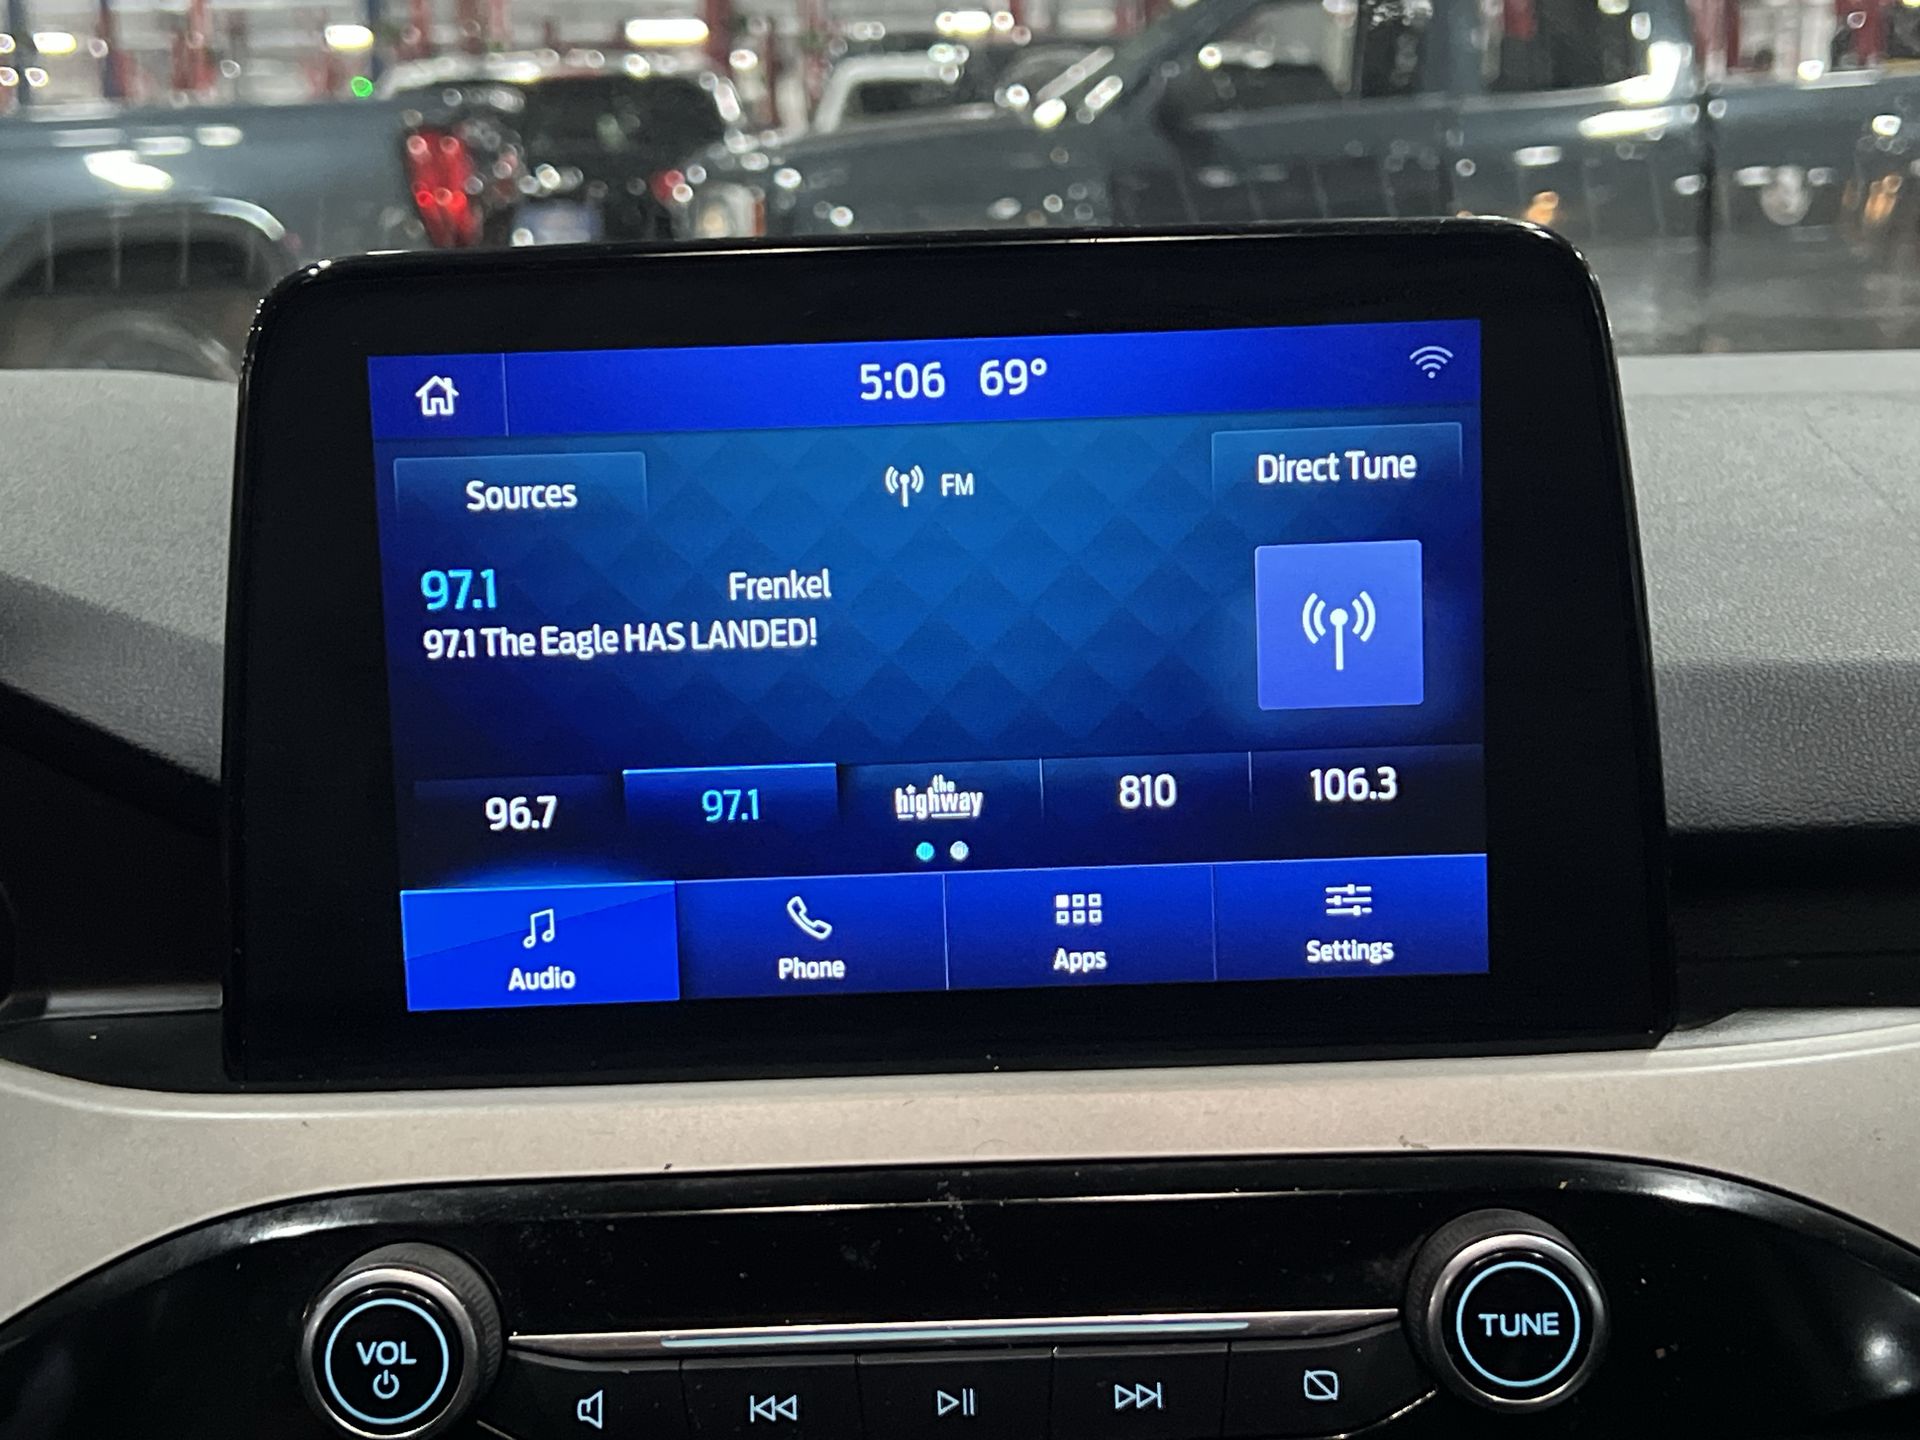 5:06 69°
Sources
FM
Direct Tune
97.1 Frenkel
97.1 The Eagle HAS LANDED!
96.7
97.1
the
highway
810
106.3
Audio
Phone
Apps
Settings
VOL
TUNE